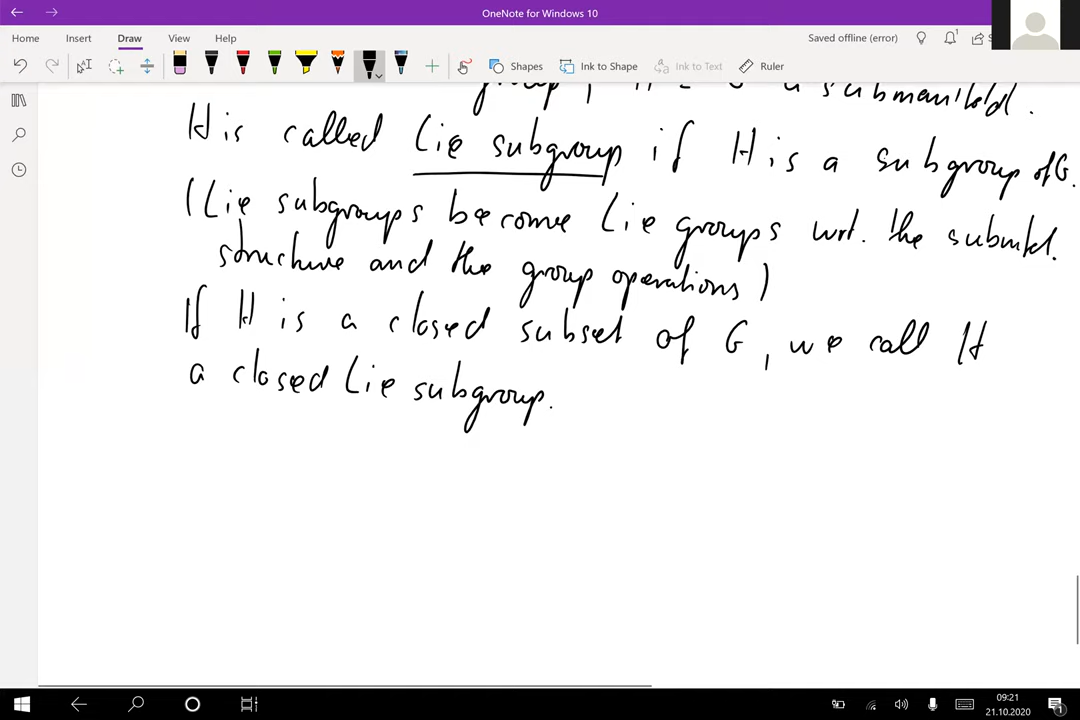 OneNote for Windows 10
Home Insert Draw View Help Saved offline (error)
Shapes Ink to Shape Ink to Text Ruler
group, H ⊆ G a submanifold.
H is called Lie subgroup if H is a subgroup of G.
(Lie subgroups become Lie groups wrt. the submfd.
structure and the group operations)
If H is a closed subset of G, we call H
a closed Lie subgroup.
09:21
21.10.2020